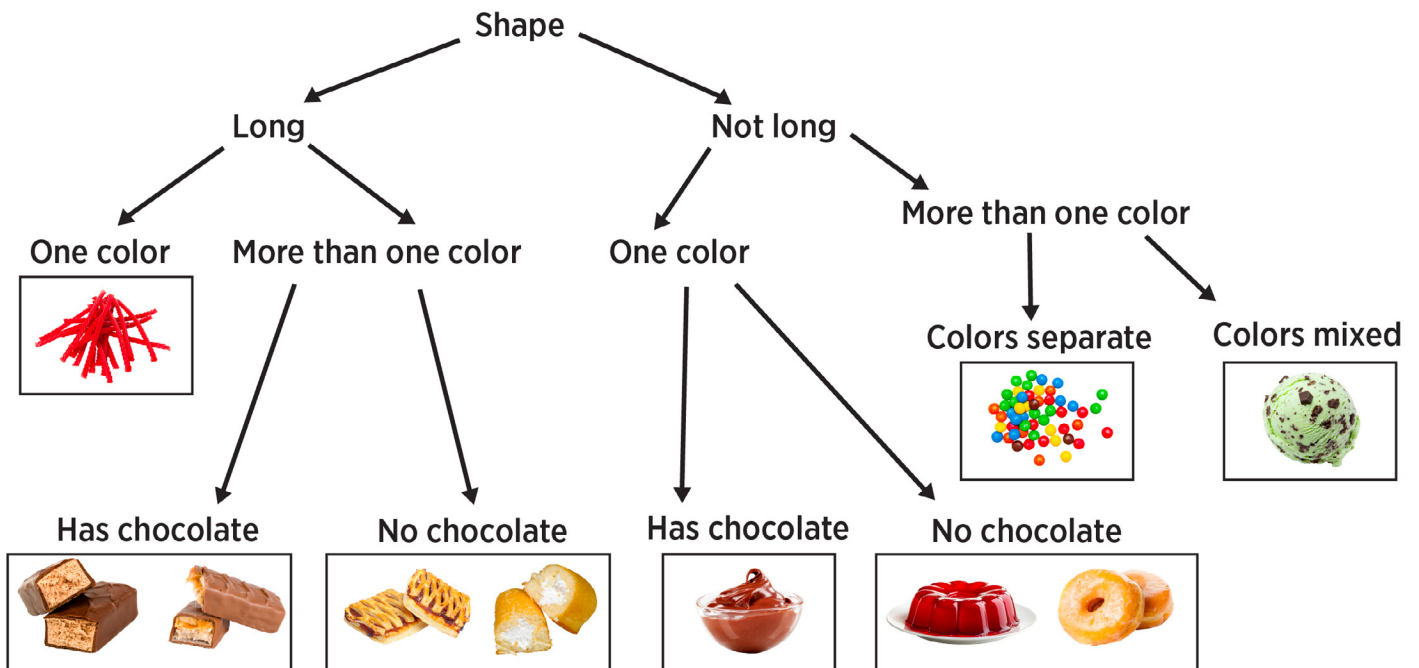 Shape
Long
Not long
More than one color
One color
More than one color
One color
Colors separate
Colors mixed
Has chocolate
No chocolate
Has chocolate
No chocolate